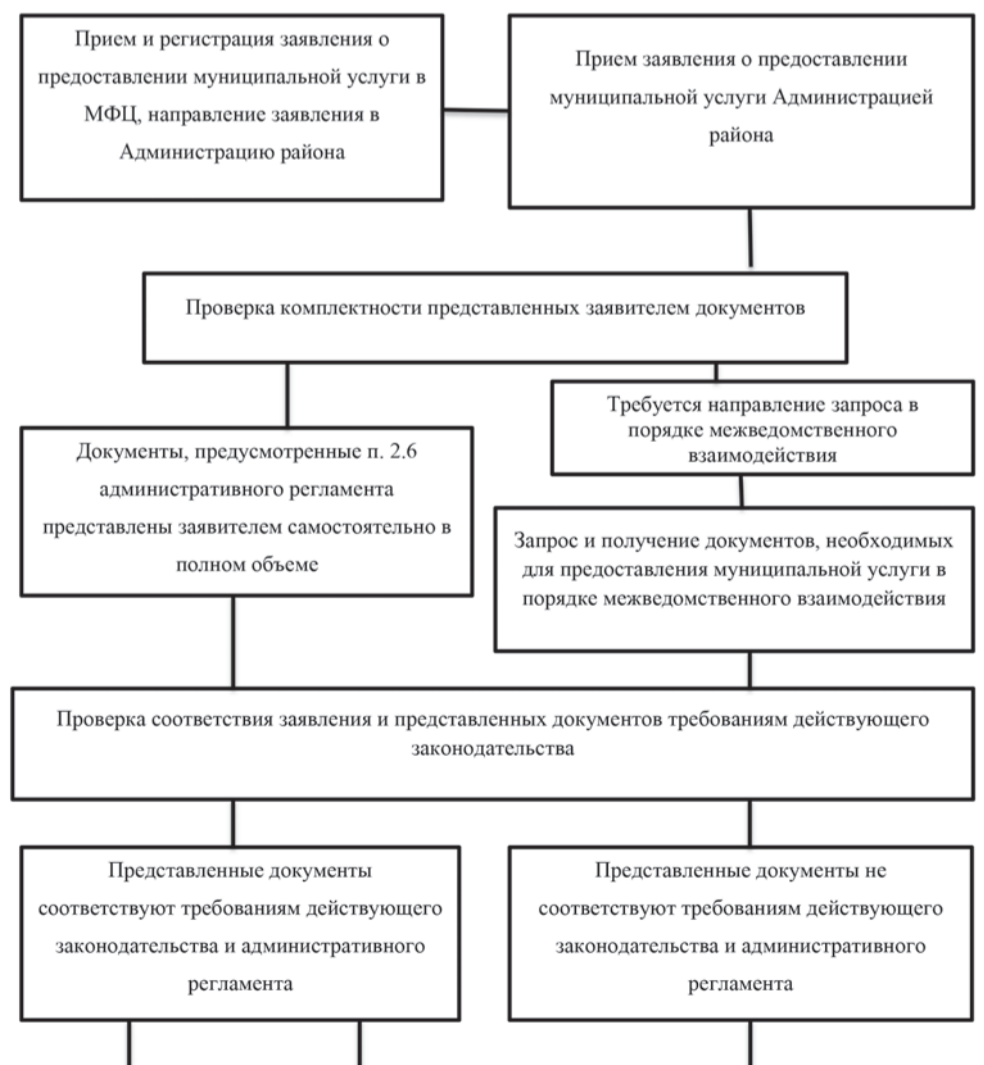 Прием и регистрация заявления о
предоставлении муниципальной услуги в
МФЦ, направление заявления в
Администрацию района
Прием заявления о предоставлении
муниципальной услуги Администрацией
района
Проверка комплектности представленных заявителем документов
Документы, предусмотренные п. 2.6
административного регламента
представлены заявителем самостоятельно в
полном объеме
Требуется направление запроса в
порядке межведомственного
взаимодействия
Запрос и получение документов, необходимых
для предоставления муниципальной услуги в
порядке межведомственного взаимодействия
Проверка соответствия заявления и представленных документов требованиям действующего
законодательства
Представленные документы
соответствуют требованиям действующего
законодательства и административного
регламента
Представленные документы не
соответствуют требованиям действующего
законодательства и административного
регламента